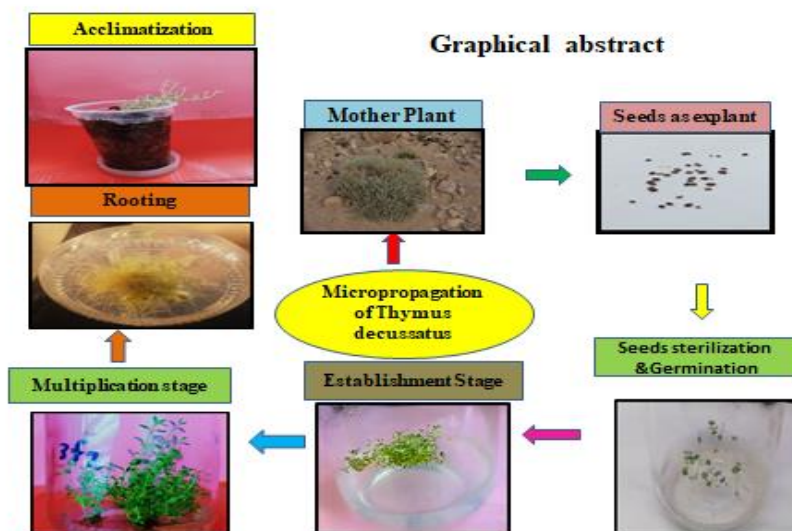 Graphical abstract
Acclimatization
Mother Plant
Seeds as explant
Rooting
Micropropagation
of Thymus
decussatus
Seeds sterilization
&Germination
Multiplication stage
Establishment Stage